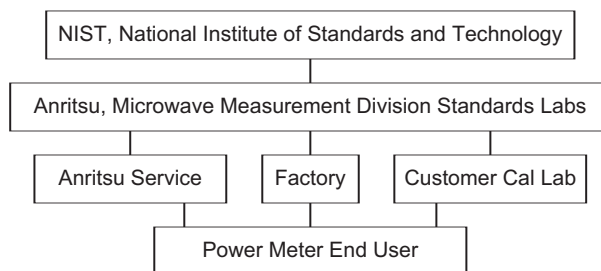 NIST, National Institute of Standards and Technology
Anritsu, Microwave Measurement Division Standards Labs
Anritsu Service
Factory
Customer Cal Lab
Power Meter End User